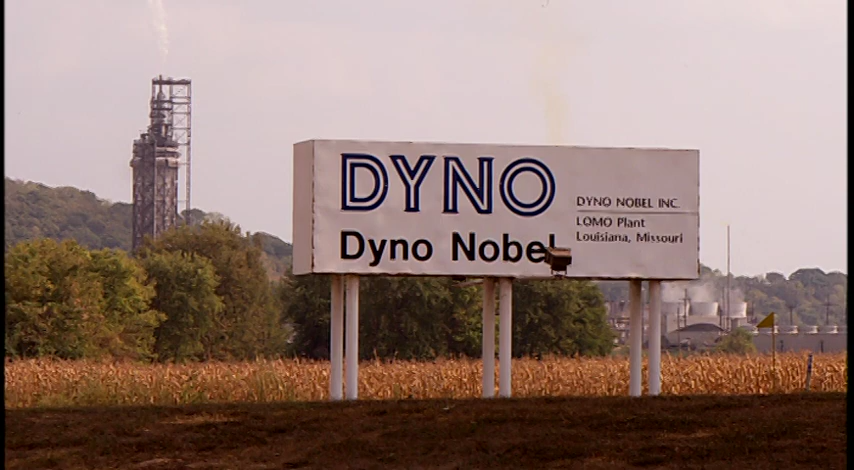 DYNO
Dyno Nobel
DYNO NOBEL INC.
LOMO Plant
Louisiana, Missouri